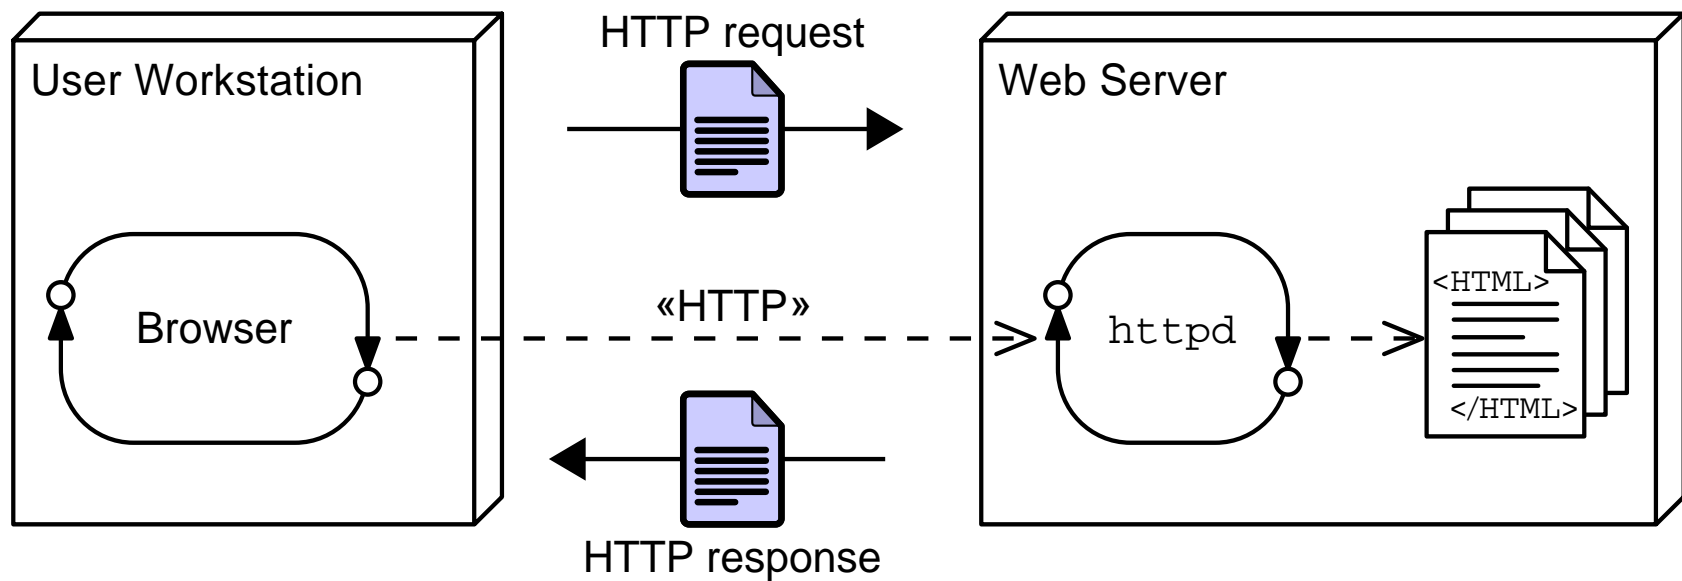 HTTP request
User Workstation
Web Server
«HTTP»
Browser
httpd
<HTML>
</HTML>
HTTP response